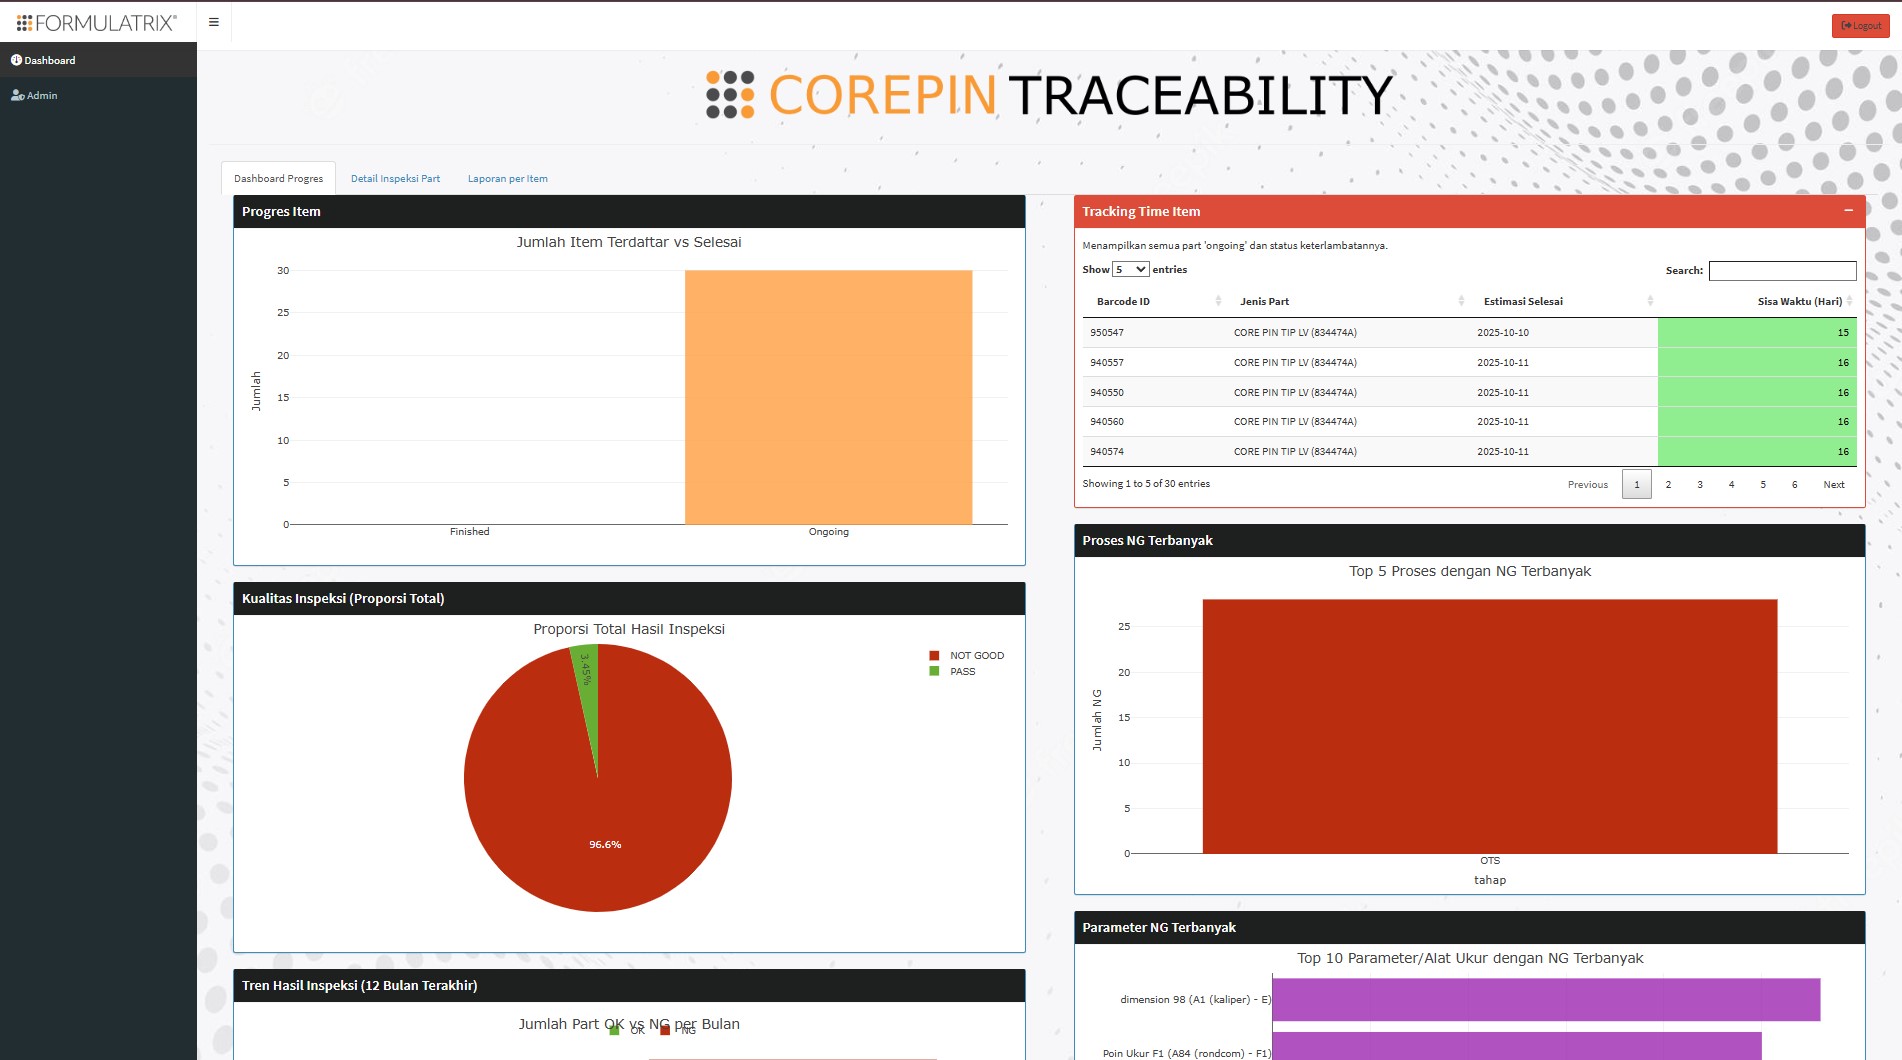 FORMULATRIX®
☰
Logout
Dashboard
Admin
COREPIN TRACEABILITY
Dashboard Progres
Detail Inspeksi Part
Laporan per Item
Progres Item
Jumlah Item Terdaftar vs Selesai
30
25
20
15
10
5
0
Jumlah
Finished
Ongoing
Kualitas Inspeksi (Proporsi Total)
Proporsi Total Hasil Inspeksi
NOT GOOD
PASS
3.45%
96.6%
Tren Hasil Inspeksi (12 Bulan Terakhir)
Jumlah Part OK vs NG per Bulan
OK
NG
Tracking Time Item
Menampilkan semua part 'ongoing' dan status keterlambatannya.
Show 5 entries
Search:
Barcode ID Jenis Part Estimasi Selesai Sisa Waktu (Hari)
950547 CORE PIN TIP LV (834474A) 2025-10-10 15
940557 CORE PIN TIP LV (834474A) 2025-10-11 16
940550 CORE PIN TIP LV (834474A) 2025-10-11 16
940560 CORE PIN TIP LV (834474A) 2025-10-11 16
940574 CORE PIN TIP LV (834474A) 2025-10-11 16
Showing 1 to 5 of 30 entries
Previous 1 2 3 4 5 6 Next
Proses NG Terbanyak
Top 5 Proses dengan NG Terbanyak
25
20
15
10
5
0
Jumlah NG
OTS
tahap
Parameter NG Terbanyak
Top 10 Parameter/Alat Ukur dengan NG Terbanyak
dimension 98 (A1 (kaliper) - E)
Poin Ukur F1 (A84 (rondcom) - F1)